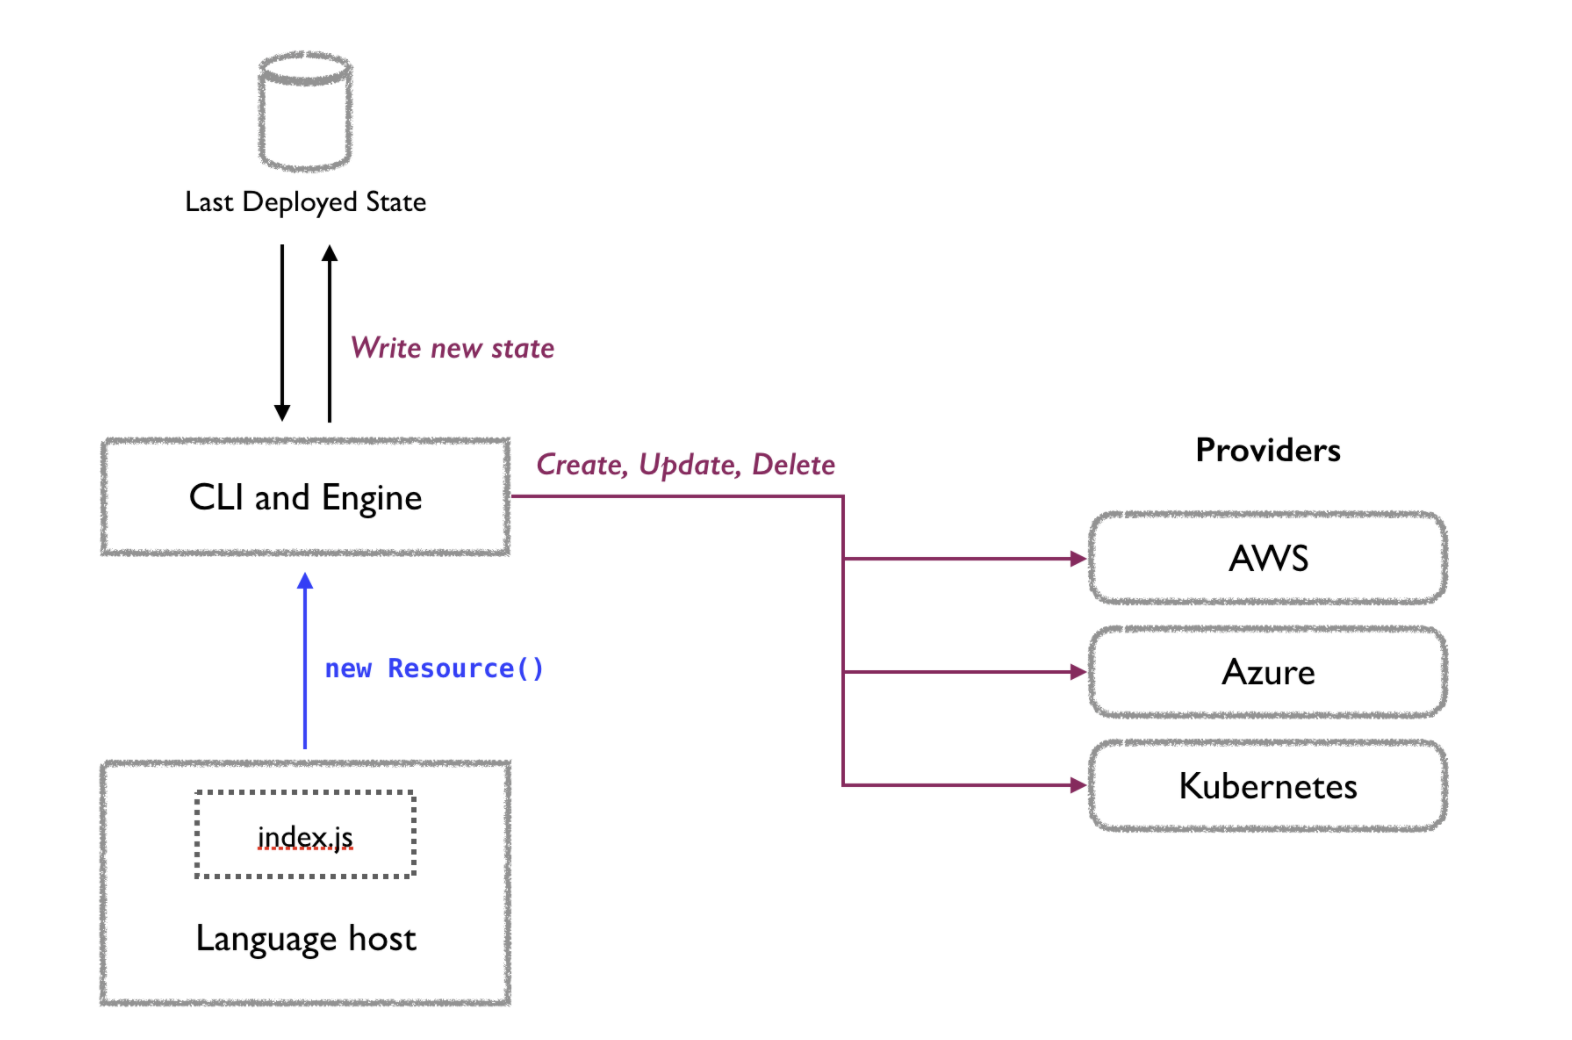 Last Deployed State
Write new state
CLI and Engine
Create, Update, Delete
Providers
AWS
Azure
Kubernetes
new Resource()
index.js
Language host